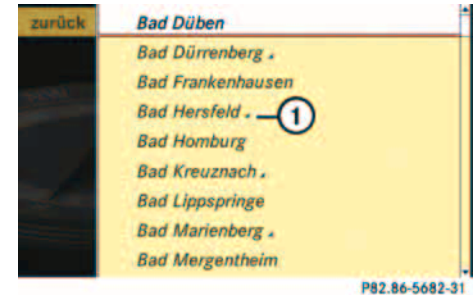 zurück
Bad Düben
Bad Dürrenberg
Bad Frankenhausen
Bad Hersfeld
1
Bad Homburg
Bad Kreuznach
Bad Lippspringe
Bad Marienberg
Bad Mergentheim
P82.86-5682-31